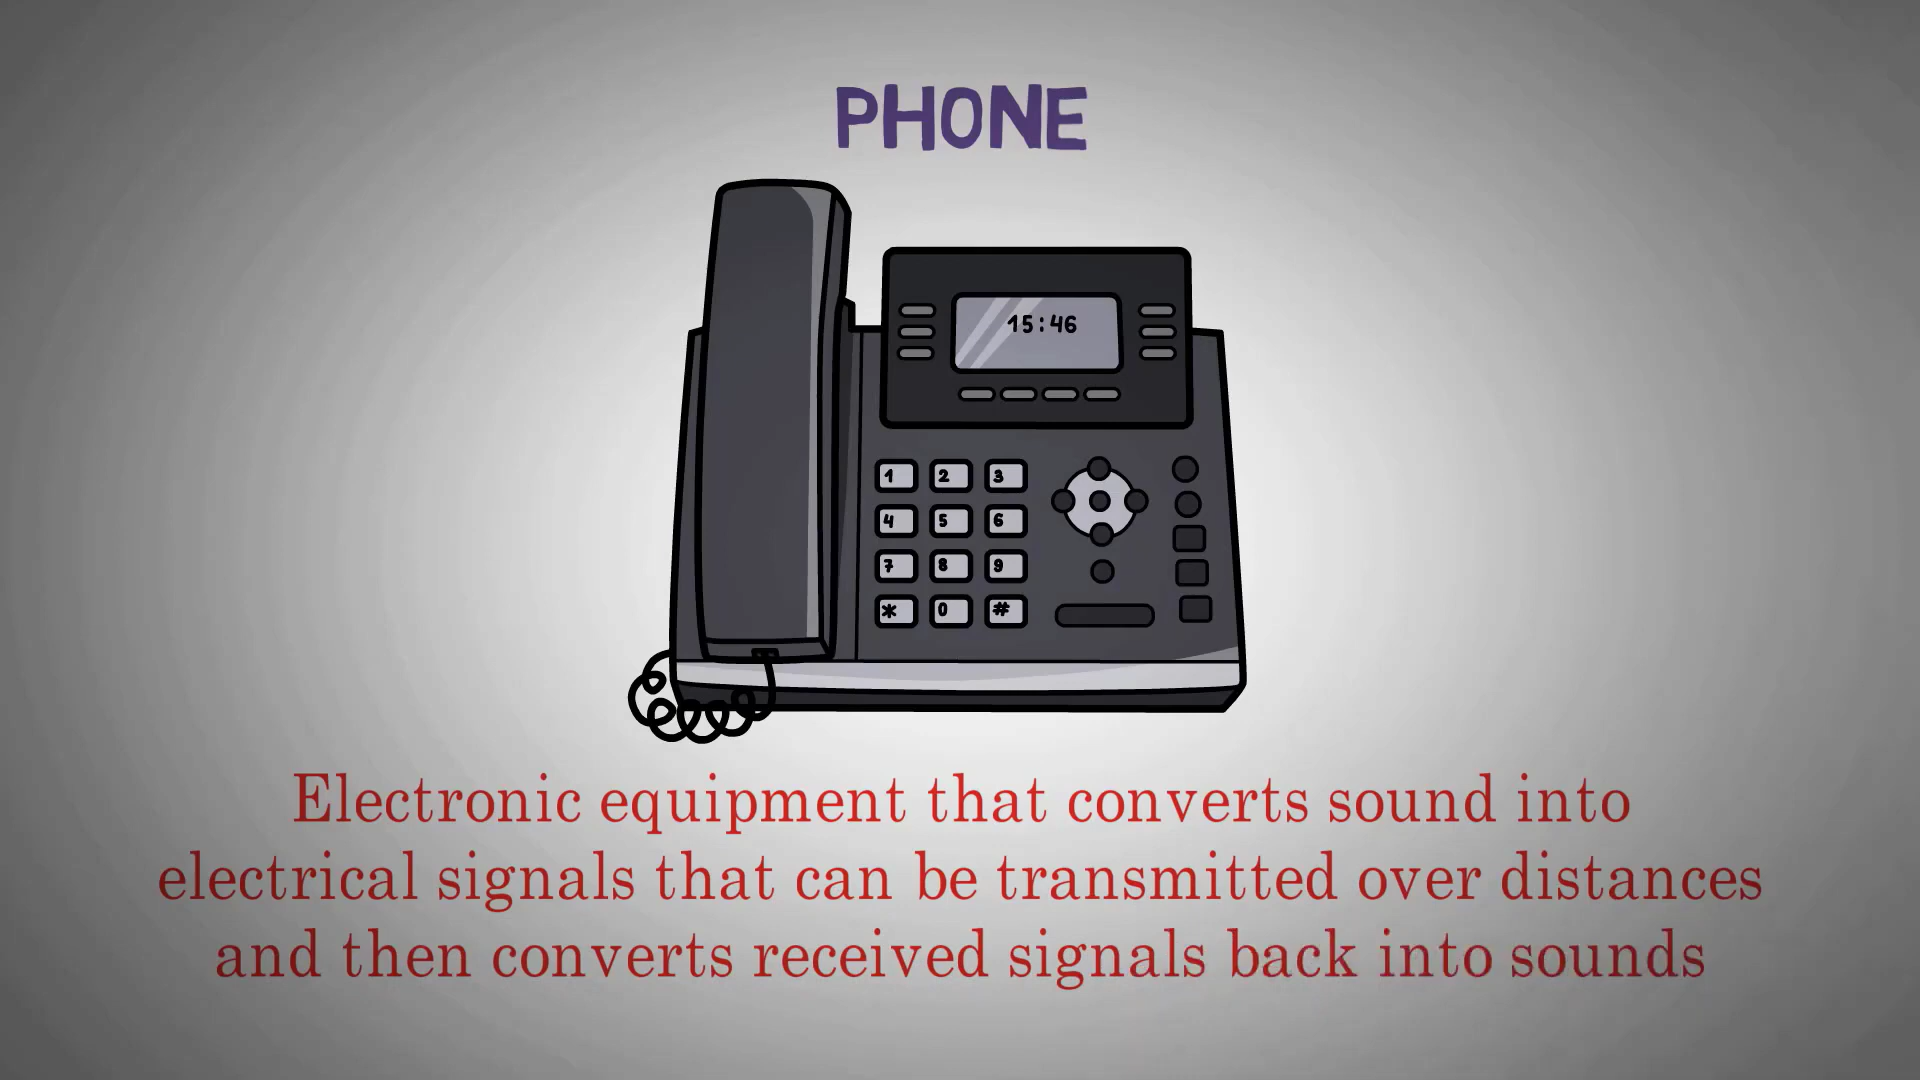 PHONE
15:46
1 2 3
4 5 6
7 8 9
* 0 #
Electronic equipment that converts sound into
electrical signals that can be transmitted over distances
and then converts received signals back into sounds